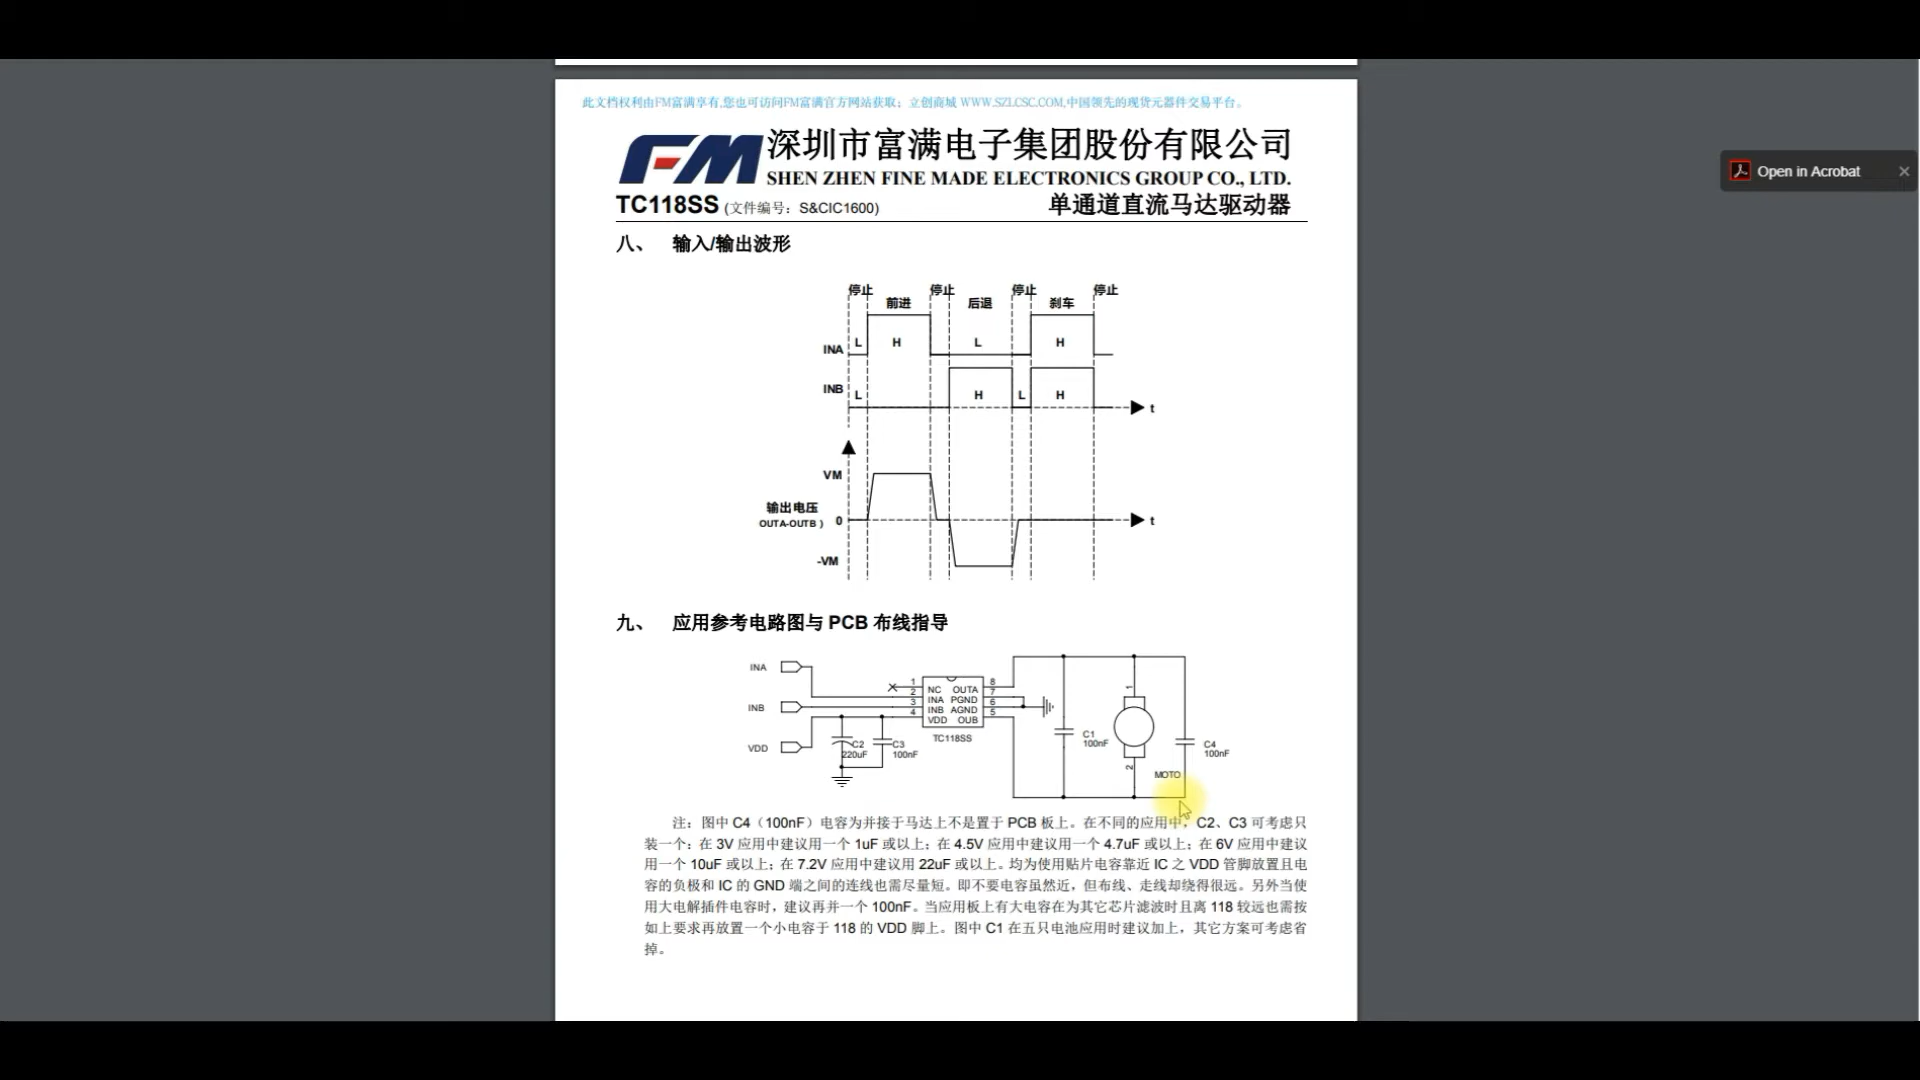 此文档权利由FM富满享有,您也可访问FM富满官方网站获取；立创商城 WWW.SZLCSC.COM,中国领先的现货元器件交易平台。
FM
深圳市富满电子集团股份有限公司
SHEN ZHEN FINE MADE ELECTRONICS GROUP CO., LTD.
TC118SS (文件编号：S&CIC1600) 单通道直流马达驱动器
Open in Acrobat
八、 输入/输出波形
停止 前进 停止 后退 停止 刹车 停止
INA L H L H
INB L H L H t
VM
输出电压
OUTA-OUTB ) 0 t
-VM
九、 应用参考电路图与 PCB 布线指导
INA
INB
VDD
C2
220uF
C3
100nF
1 NC OUTA 8
2 INA PGND 7
3 INB AGND 6
4 VDD OUB 5
TC118SS
C1
100nF
1
2
MOTO
C4
100nF
注：图中 C4（100nF）电容为并接于马达上不是置于 PCB 板上。在不同的应用中，C2、C3 可考虑只
装一个：在 3V 应用中建议用一个 1uF 或以上；在 4.5V 应用中建议用一个 4.7uF 或以上；在 6V 应用中建议
用一个 10uF 或以上；在 7.2V 应用中建议用 22uF 或以上。均为使用贴片电容靠近 IC 之 VDD 管脚放置且电
容的负极和 IC 的 GND 端之间的连线也需尽量短。即不要电容虽然近，但布线、走线却绕得很远。另外当使
用大电解插件电容时，建议再并一个 100nF。当应用板上有大电容在为其它芯片滤波时且离 118 较远也需按
如上要求再放置一个小电容于 118 的 VDD 脚上。图中 C1 在五只电池应用时建议加上，其它方案可考虑省
掉。